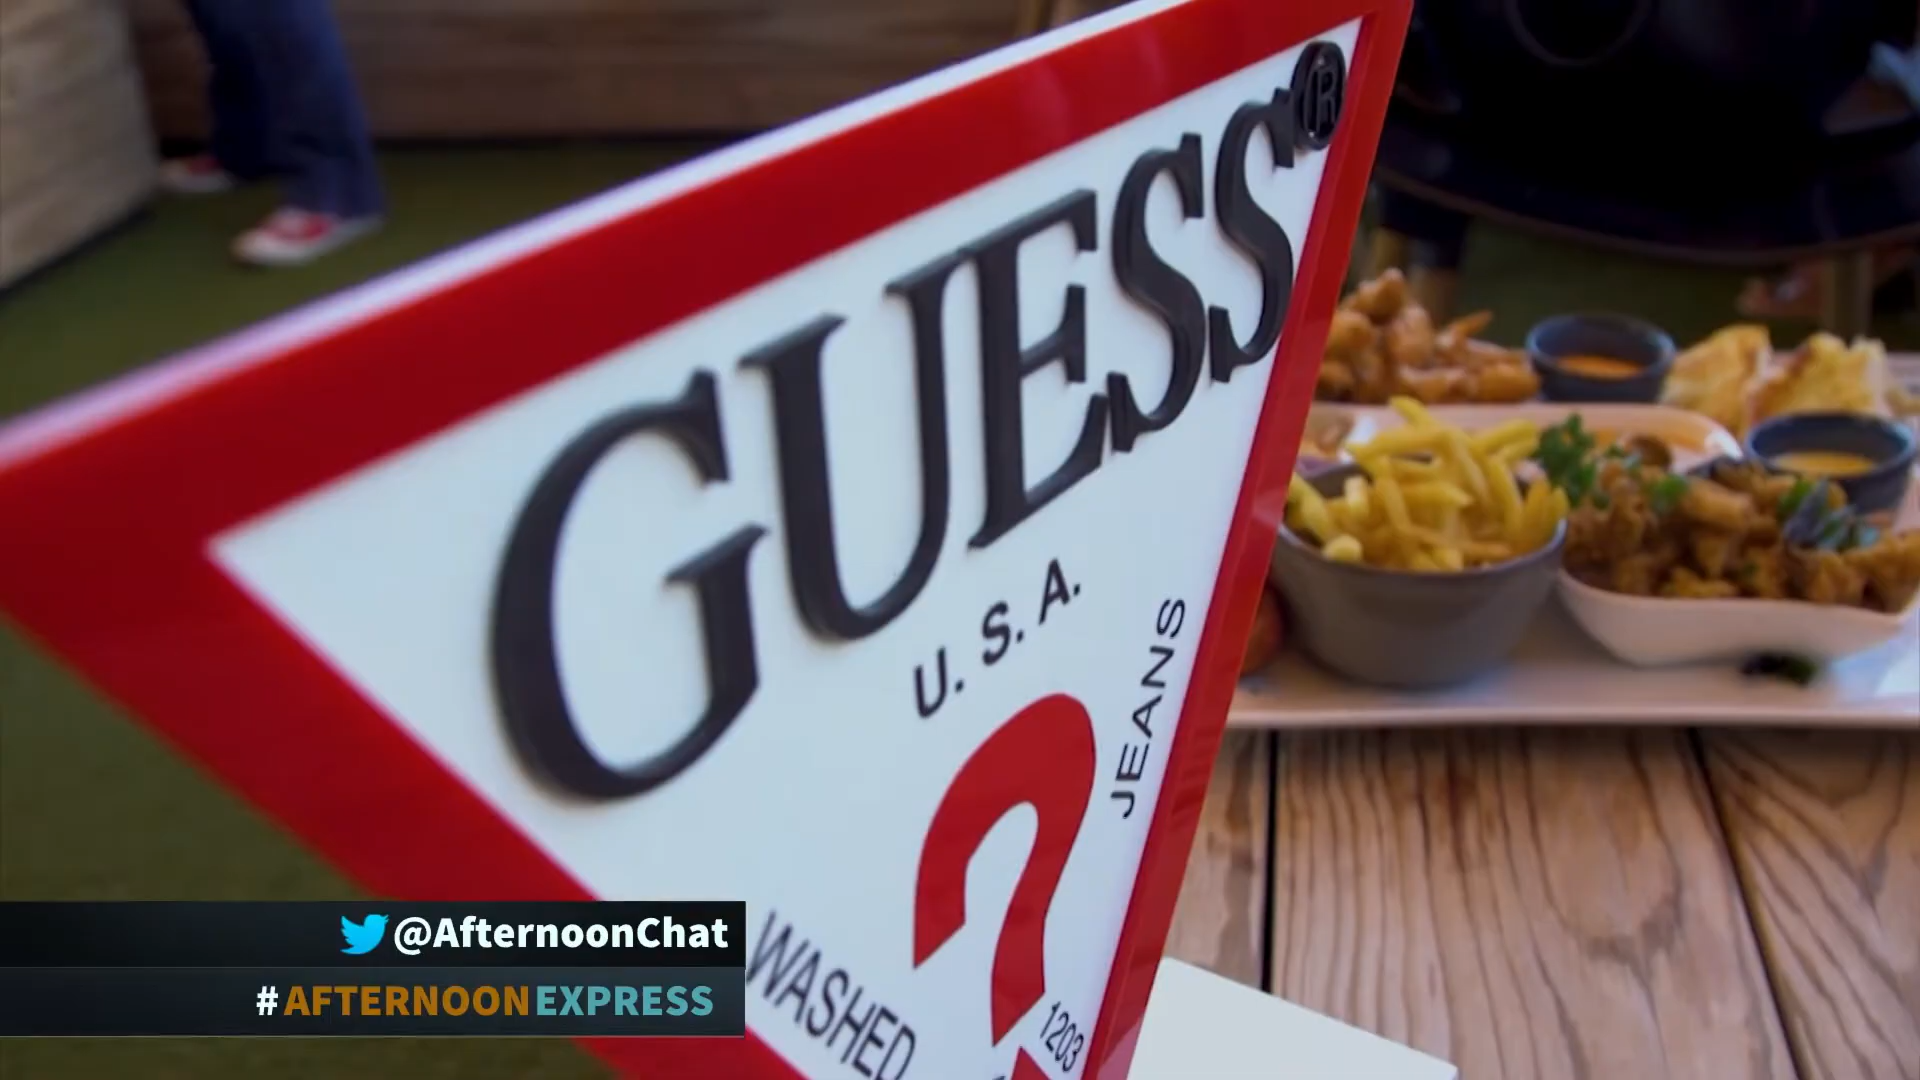 GUESS®
U. S. A.
?
JEANS
WASHED
1203
@AfternoonChat
#AFTERNOONEXPRESS